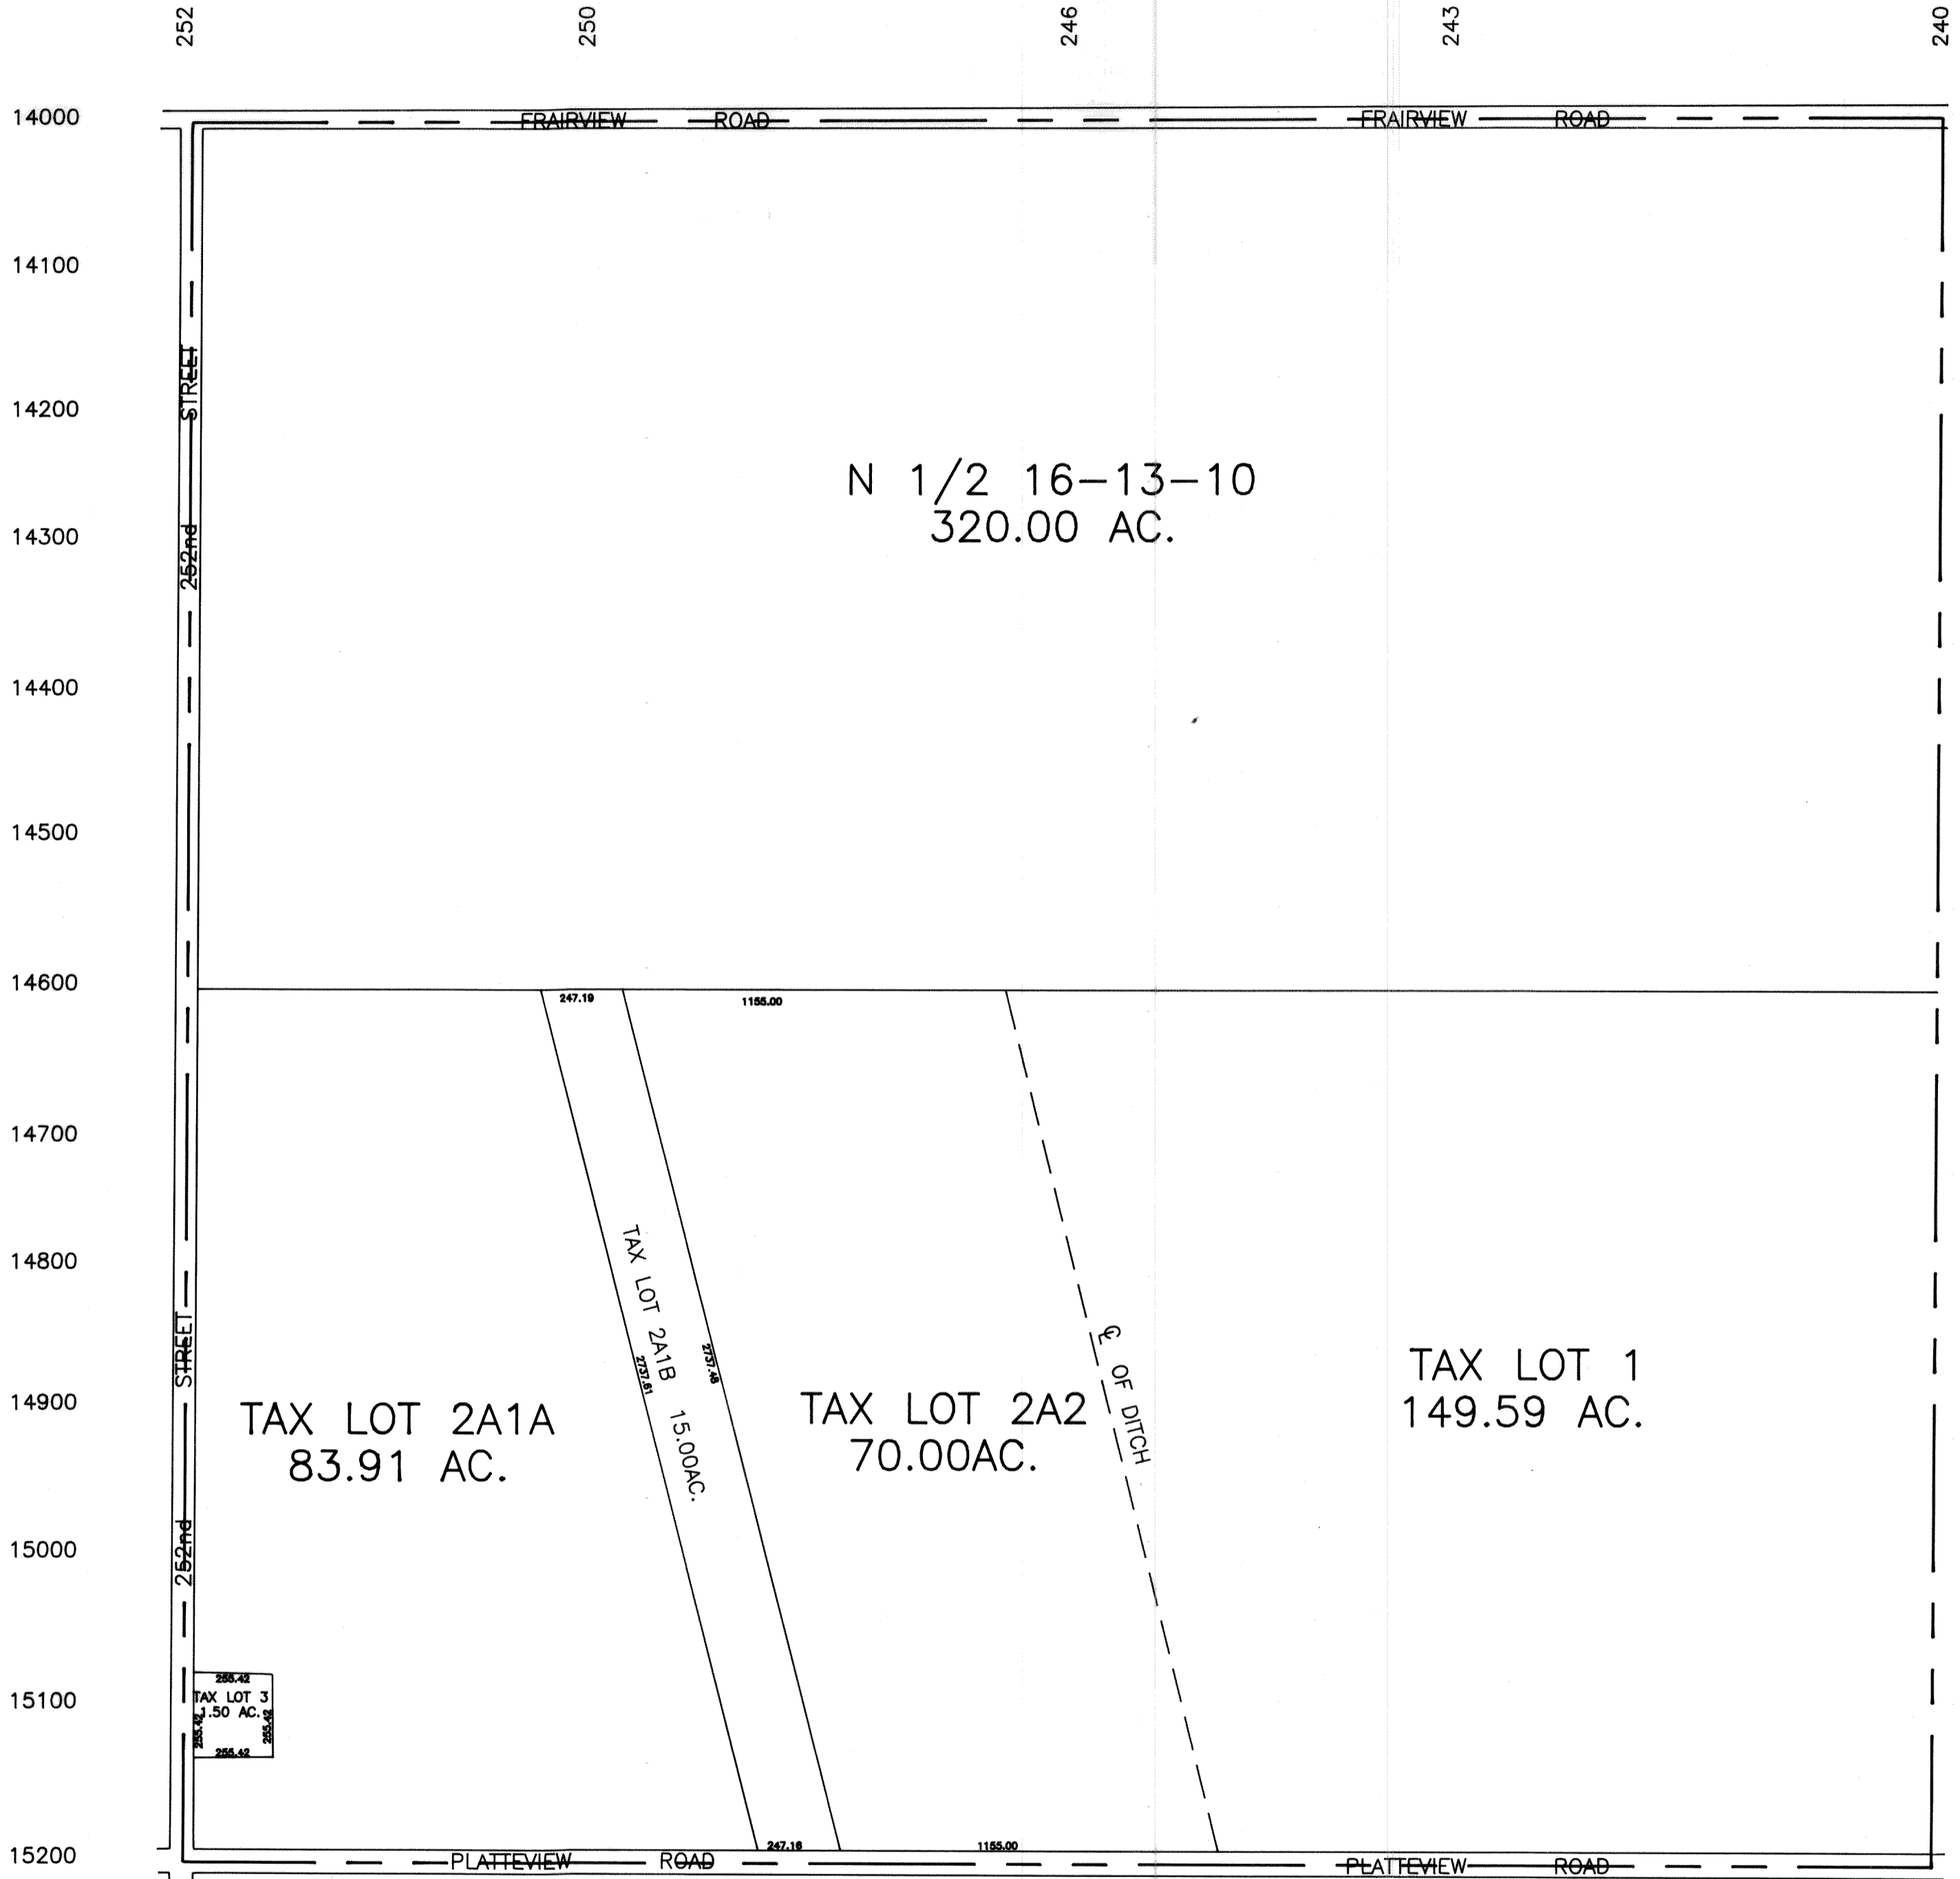 252 250 246 243 240
14000
FRAIRVIEW ROAD FRAIRVIEW ROAD
14100
14200
14300
14400
14500
14600
14700
14800
14900
15000
15100
15200
252nd STREET
N 1/2 16-13-10
320.00 AC.
247.19
1155.00
252nd STREET
TAX LOT 2A1A
83.91 AC.
TAX LOT 2A1B 15.00AC.
2737.61
2737.48
TAX LOT 2A2
70.00AC.
℄ OF DITCH
TAX LOT 1
149.59 AC.
255.42
TAX LOT 3
1.50 AC.
255.42
255.42
255.42
247.16
1155.00
PLATTEVIEW ROAD PLATTEVIEW ROAD